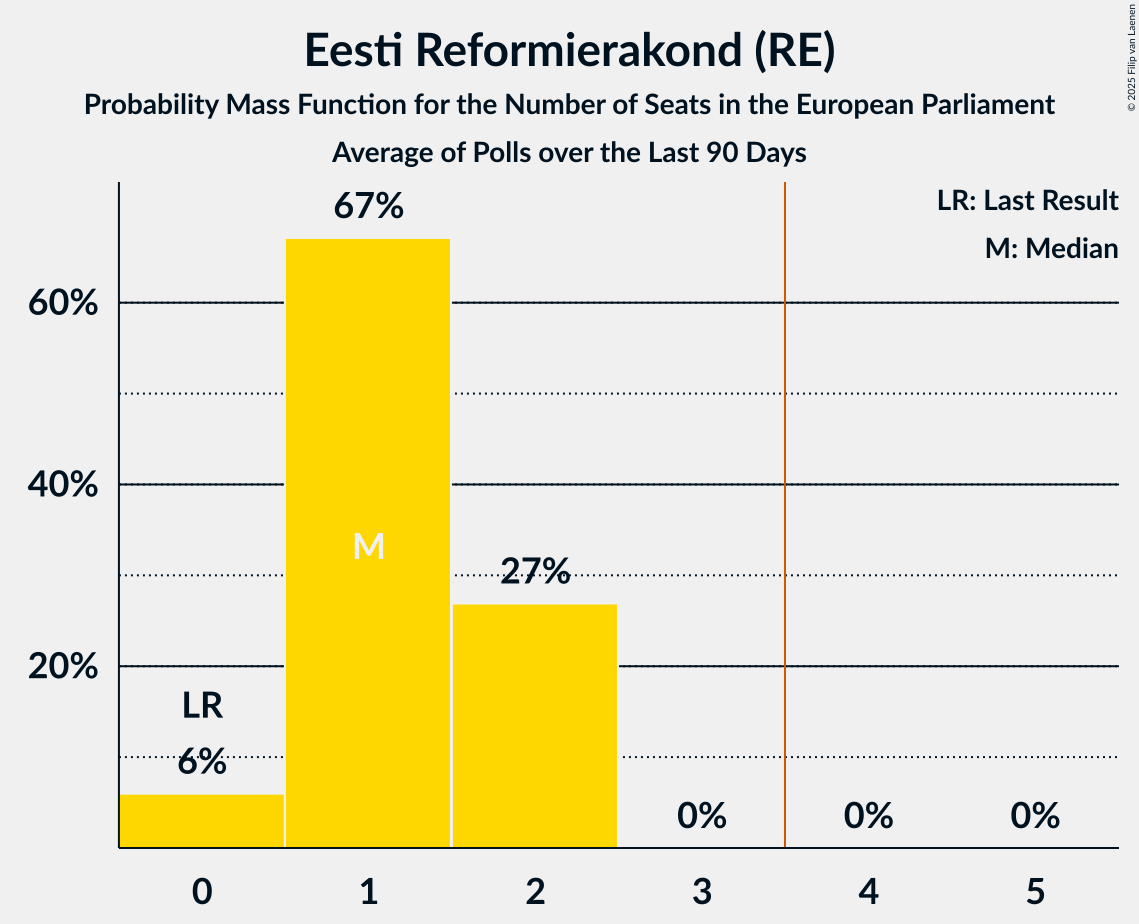 Eesti Reformierakond (RE)
Probability Mass Function for the Number of Seats in the European Parliament
Average of Polls over the Last 90 Days
© 2025 Filip van Laenen
LR: Last Result
M: Median
67%
60%
M
40%
27%
20%
LR
6%
0%
0%
0%
0
1
2
3
4
5